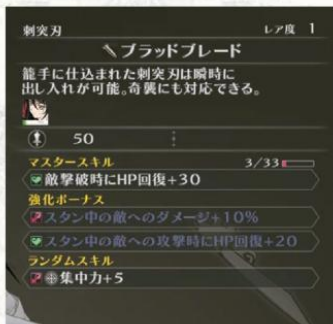 刺突刃 レア度 1
ブラッドブレード
籠手に仕込まれた刺突刃は瞬時に
出し入れが可能。奇襲にも対応できる。
50
マスタースキル 3/33
敵撃破時にHP回復+30
強化ボーナス
スタン中の敵へのダメージ+10%
スタン中の敵への攻撃時にHP回復+20
ランダムスキル
集中力+5